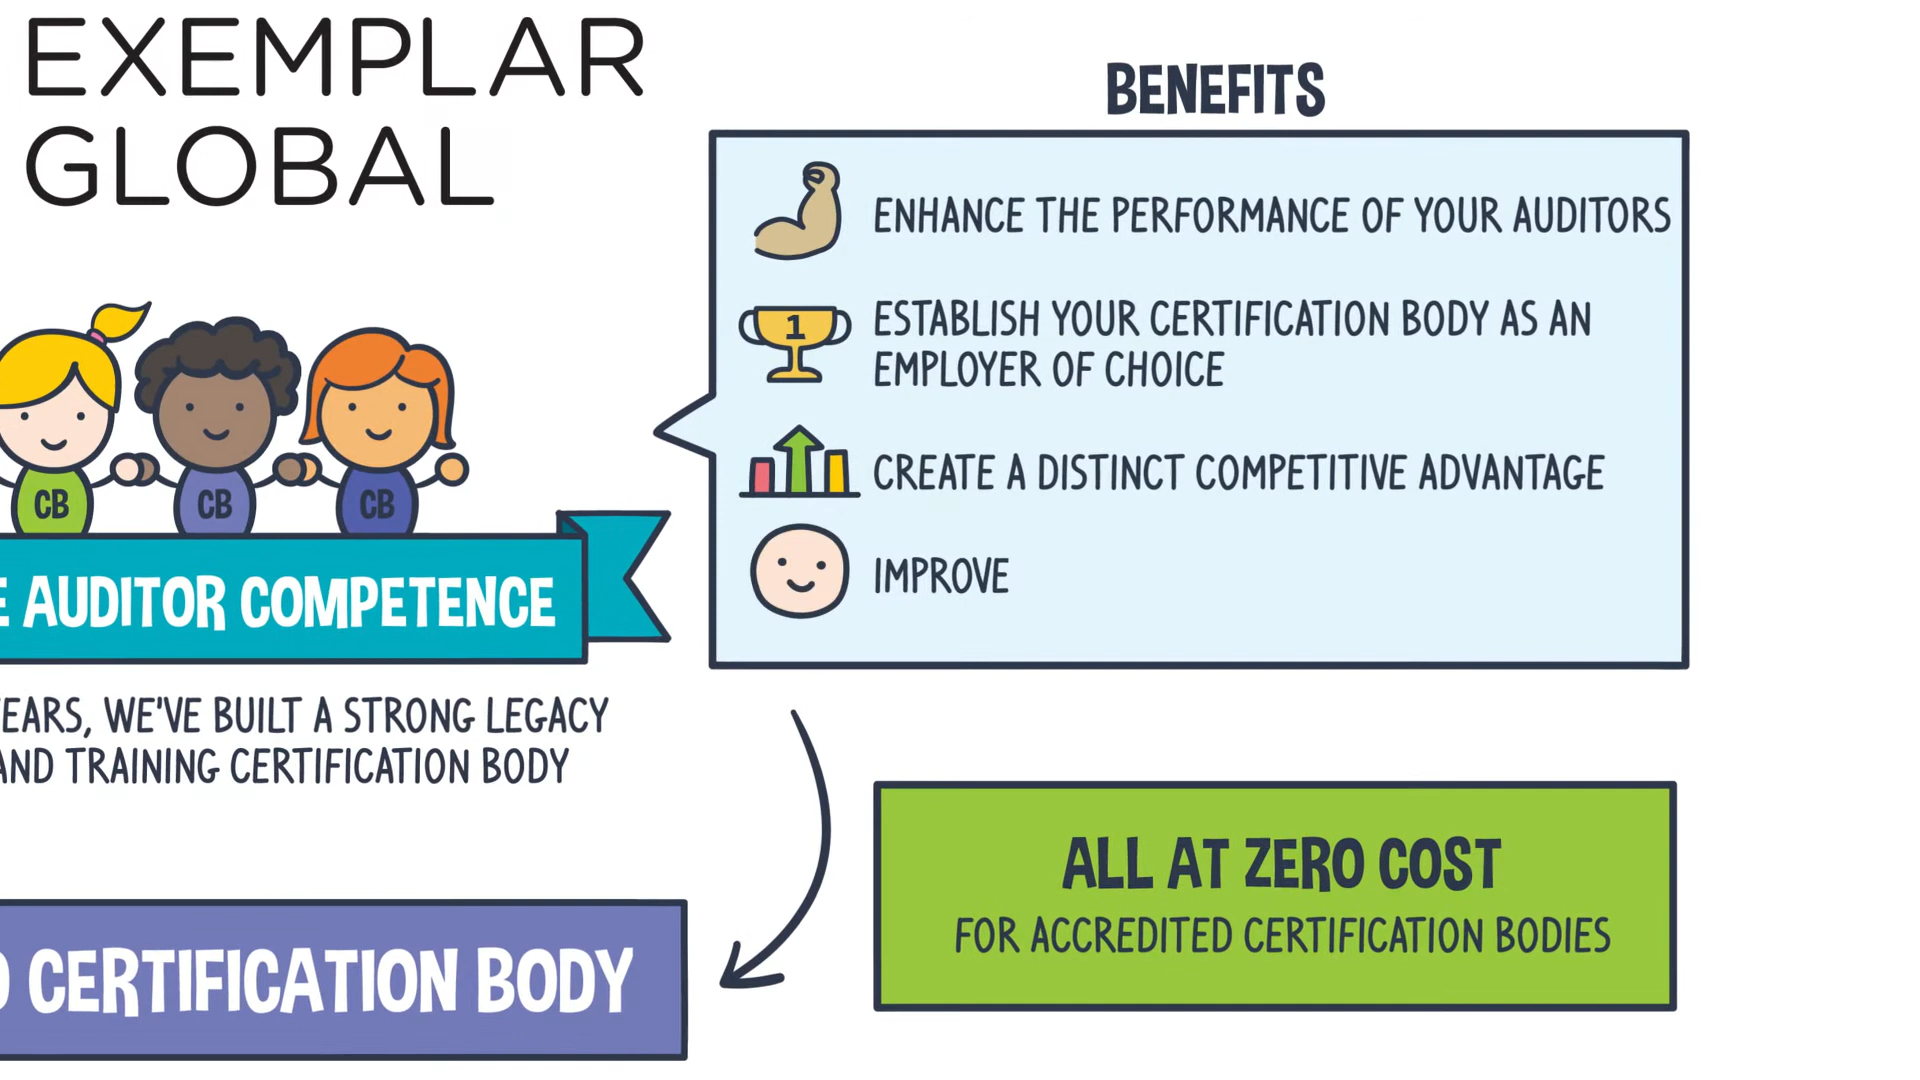 EXEMPLAR
GLOBAL
CB
CB
CB
E AUDITOR COMPETENCE
EARS, WE'VE BUILT A STRONG LEGACY
AND TRAINING CERTIFICATION BODY
CERTIFICATION BODY
BENEFITS
ENHANCE THE PERFORMANCE OF YOUR AUDITORS
1
ESTABLISH YOUR CERTIFICATION BODY AS AN
EMPLOYER OF CHOICE
CREATE A DISTINCT COMPETITIVE ADVANTAGE
IMPROVE
ALL AT ZERO COST
FOR ACCREDITED CERTIFICATION BODIES